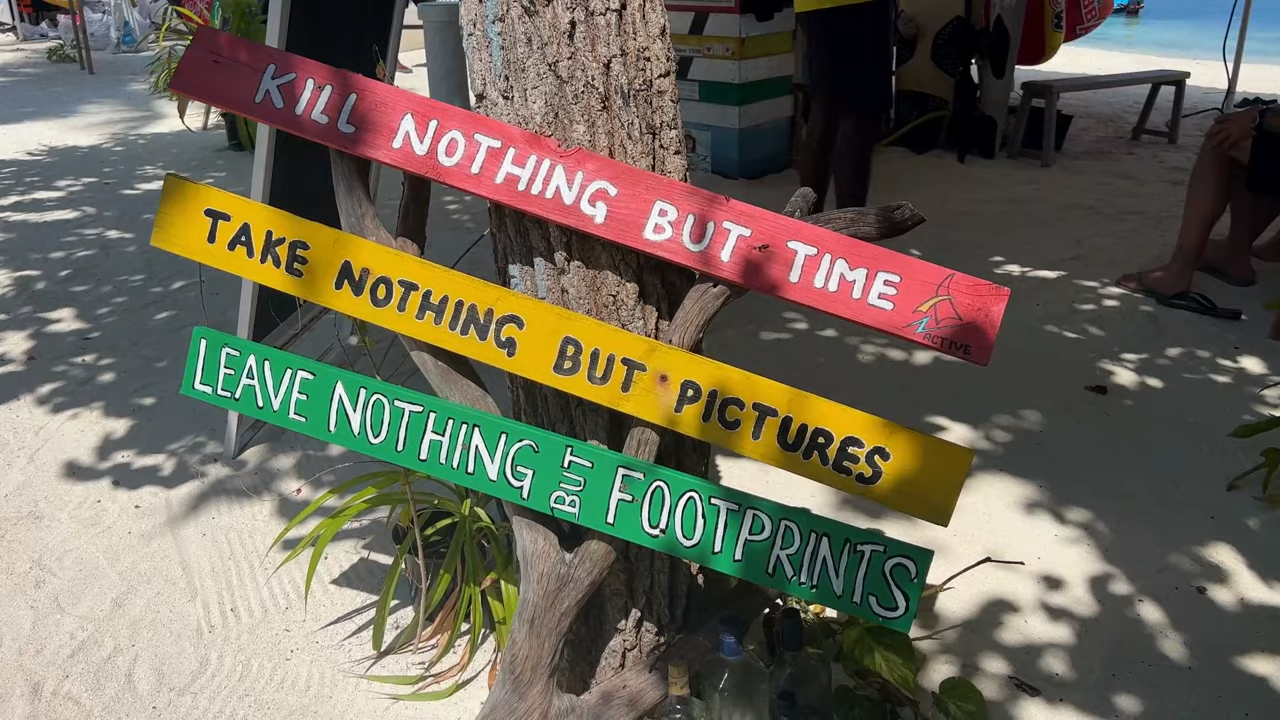 KILL NOTHING BUT TIME
ACTIVE
TAKE NOTHING BUT PICTURES
LEAVE NOTHING BUT FOOTPRINTS